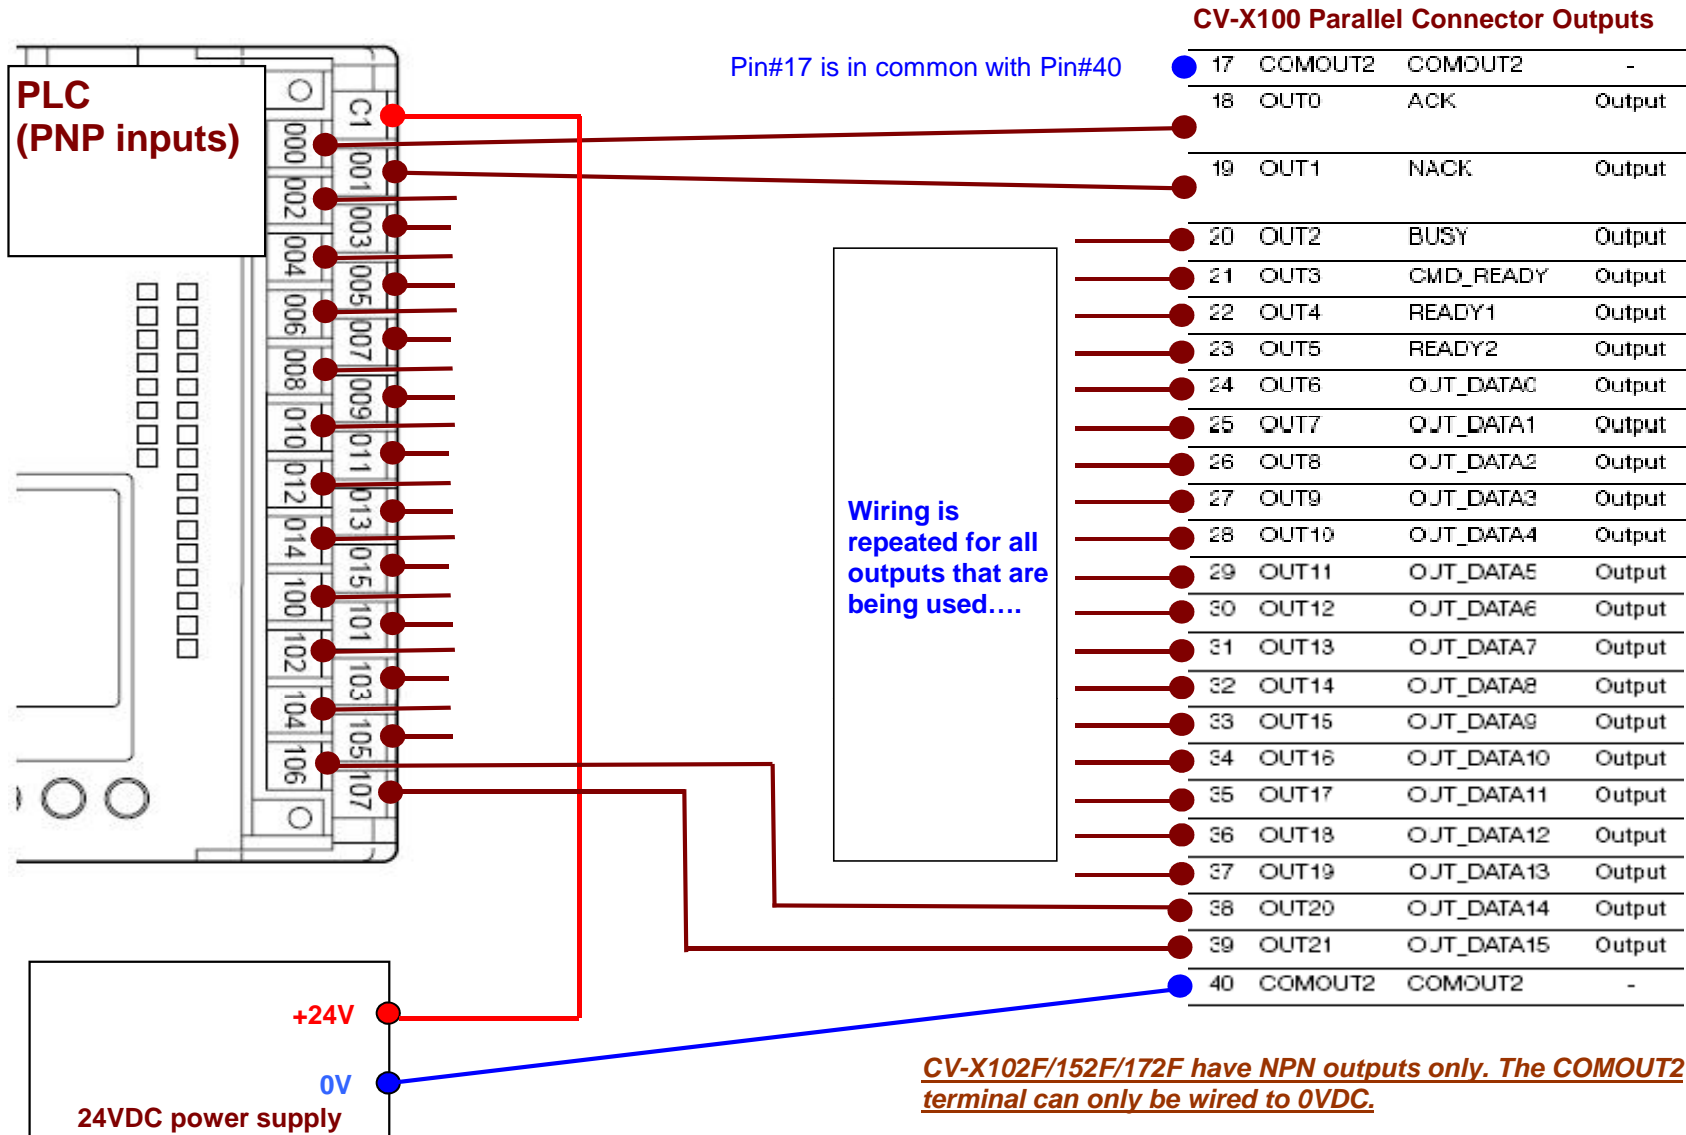 CV-X100 Parallel Connector Outputs
Pin#17 is in common with Pin#40
17 COMOUT2 COMOUT2 -
18 OUT0 ACK Output
19 OUT1 NACK Output
20 OUT2 BUSY Output
21 OUT3 CMD_READY Output
22 OUT4 READY1 Output
23 OUT5 READY2 Output
24 OUT6 OUT_DATA0 Output
25 OUT7 OUT_DATA1 Output
26 OUT8 OUT_DATA2 Output
27 OUT9 OUT_DATA3 Output
28 OUT10 OUT_DATA4 Output
29 OUT11 OUT_DATA5 Output
30 OUT12 OUT_DATA6 Output
31 OUT13 OUT_DATA7 Output
32 OUT14 OUT_DATA8 Output
33 OUT15 OUT_DATA9 Output
34 OUT16 OUT_DATA10 Output
35 OUT17 OUT_DATA11 Output
36 OUT18 OUT_DATA12 Output
37 OUT19 OUT_DATA13 Output
38 OUT20 OUT_DATA14 Output
39 OUT21 OUT_DATA15 Output
40 COMOUT2 COMOUT2 -
PLC
(PNP inputs)
C1
000
001
002
003
004
005
006
007
008
009
010
011
012
013
014
015
100
101
102
103
104
105
106
107
Wiring is
repeated for all
outputs that are
being used....
+24V
0V
24VDC power supply
CV-X102F/152F/172F have NPN outputs only. The COMOUT2
terminal can only be wired to 0VDC.